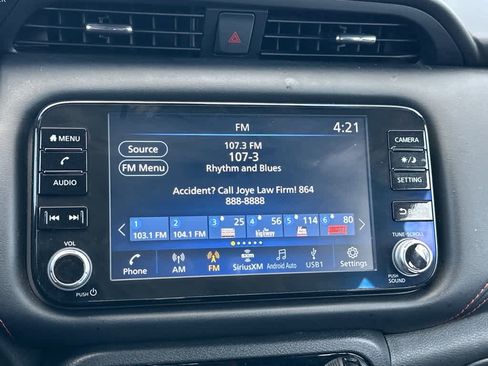 FM
4:21
MENU
AUDIO
VOL
PUSH
Source
FM Menu
107.3 FM
107-3
Rhythm and Blues
Accident? Call Joye Law Firm! 864
888-8888
1
103.1 FM
2
104.1 FM
3
25
4
56
The highway
5
114
6
80
Phone
AM
FM
SiriusXM
Android Auto
USB1
Settings
CAMERA
SETTING
TUNE·SCROLL
PUSH
SOUND